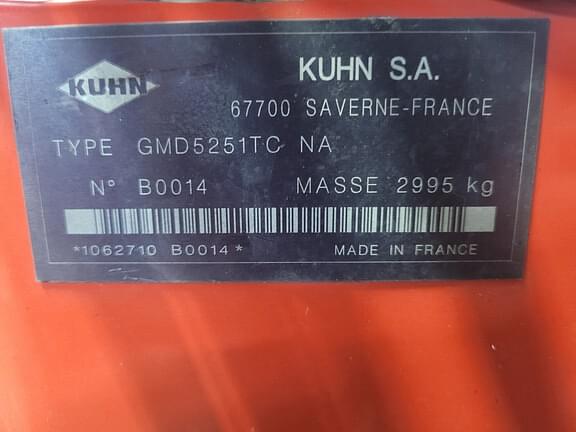 KUHN
KUHN S.A.
67700 SAVERNE-FRANCE
TYPE GMD5251TC NA
N° B0014 MASSE 2995 kg
*1062710 B0014*
MADE IN FRANCE